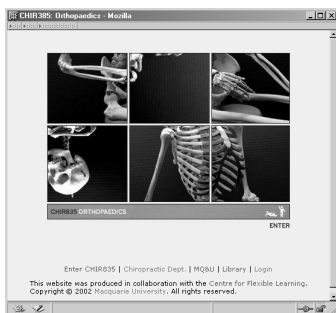 CHIR385: Orthopaedics - Mozilla
CHIR835 ORTHOPAEDICS
ENTER
Enter CHIR835 | Chiropractic Dept. | MQ&U | Library | Login
This website was produced in collaboration with the Centre for Flexible Learning.
Copyright © 2002 Macquarie University. All rights reserved.